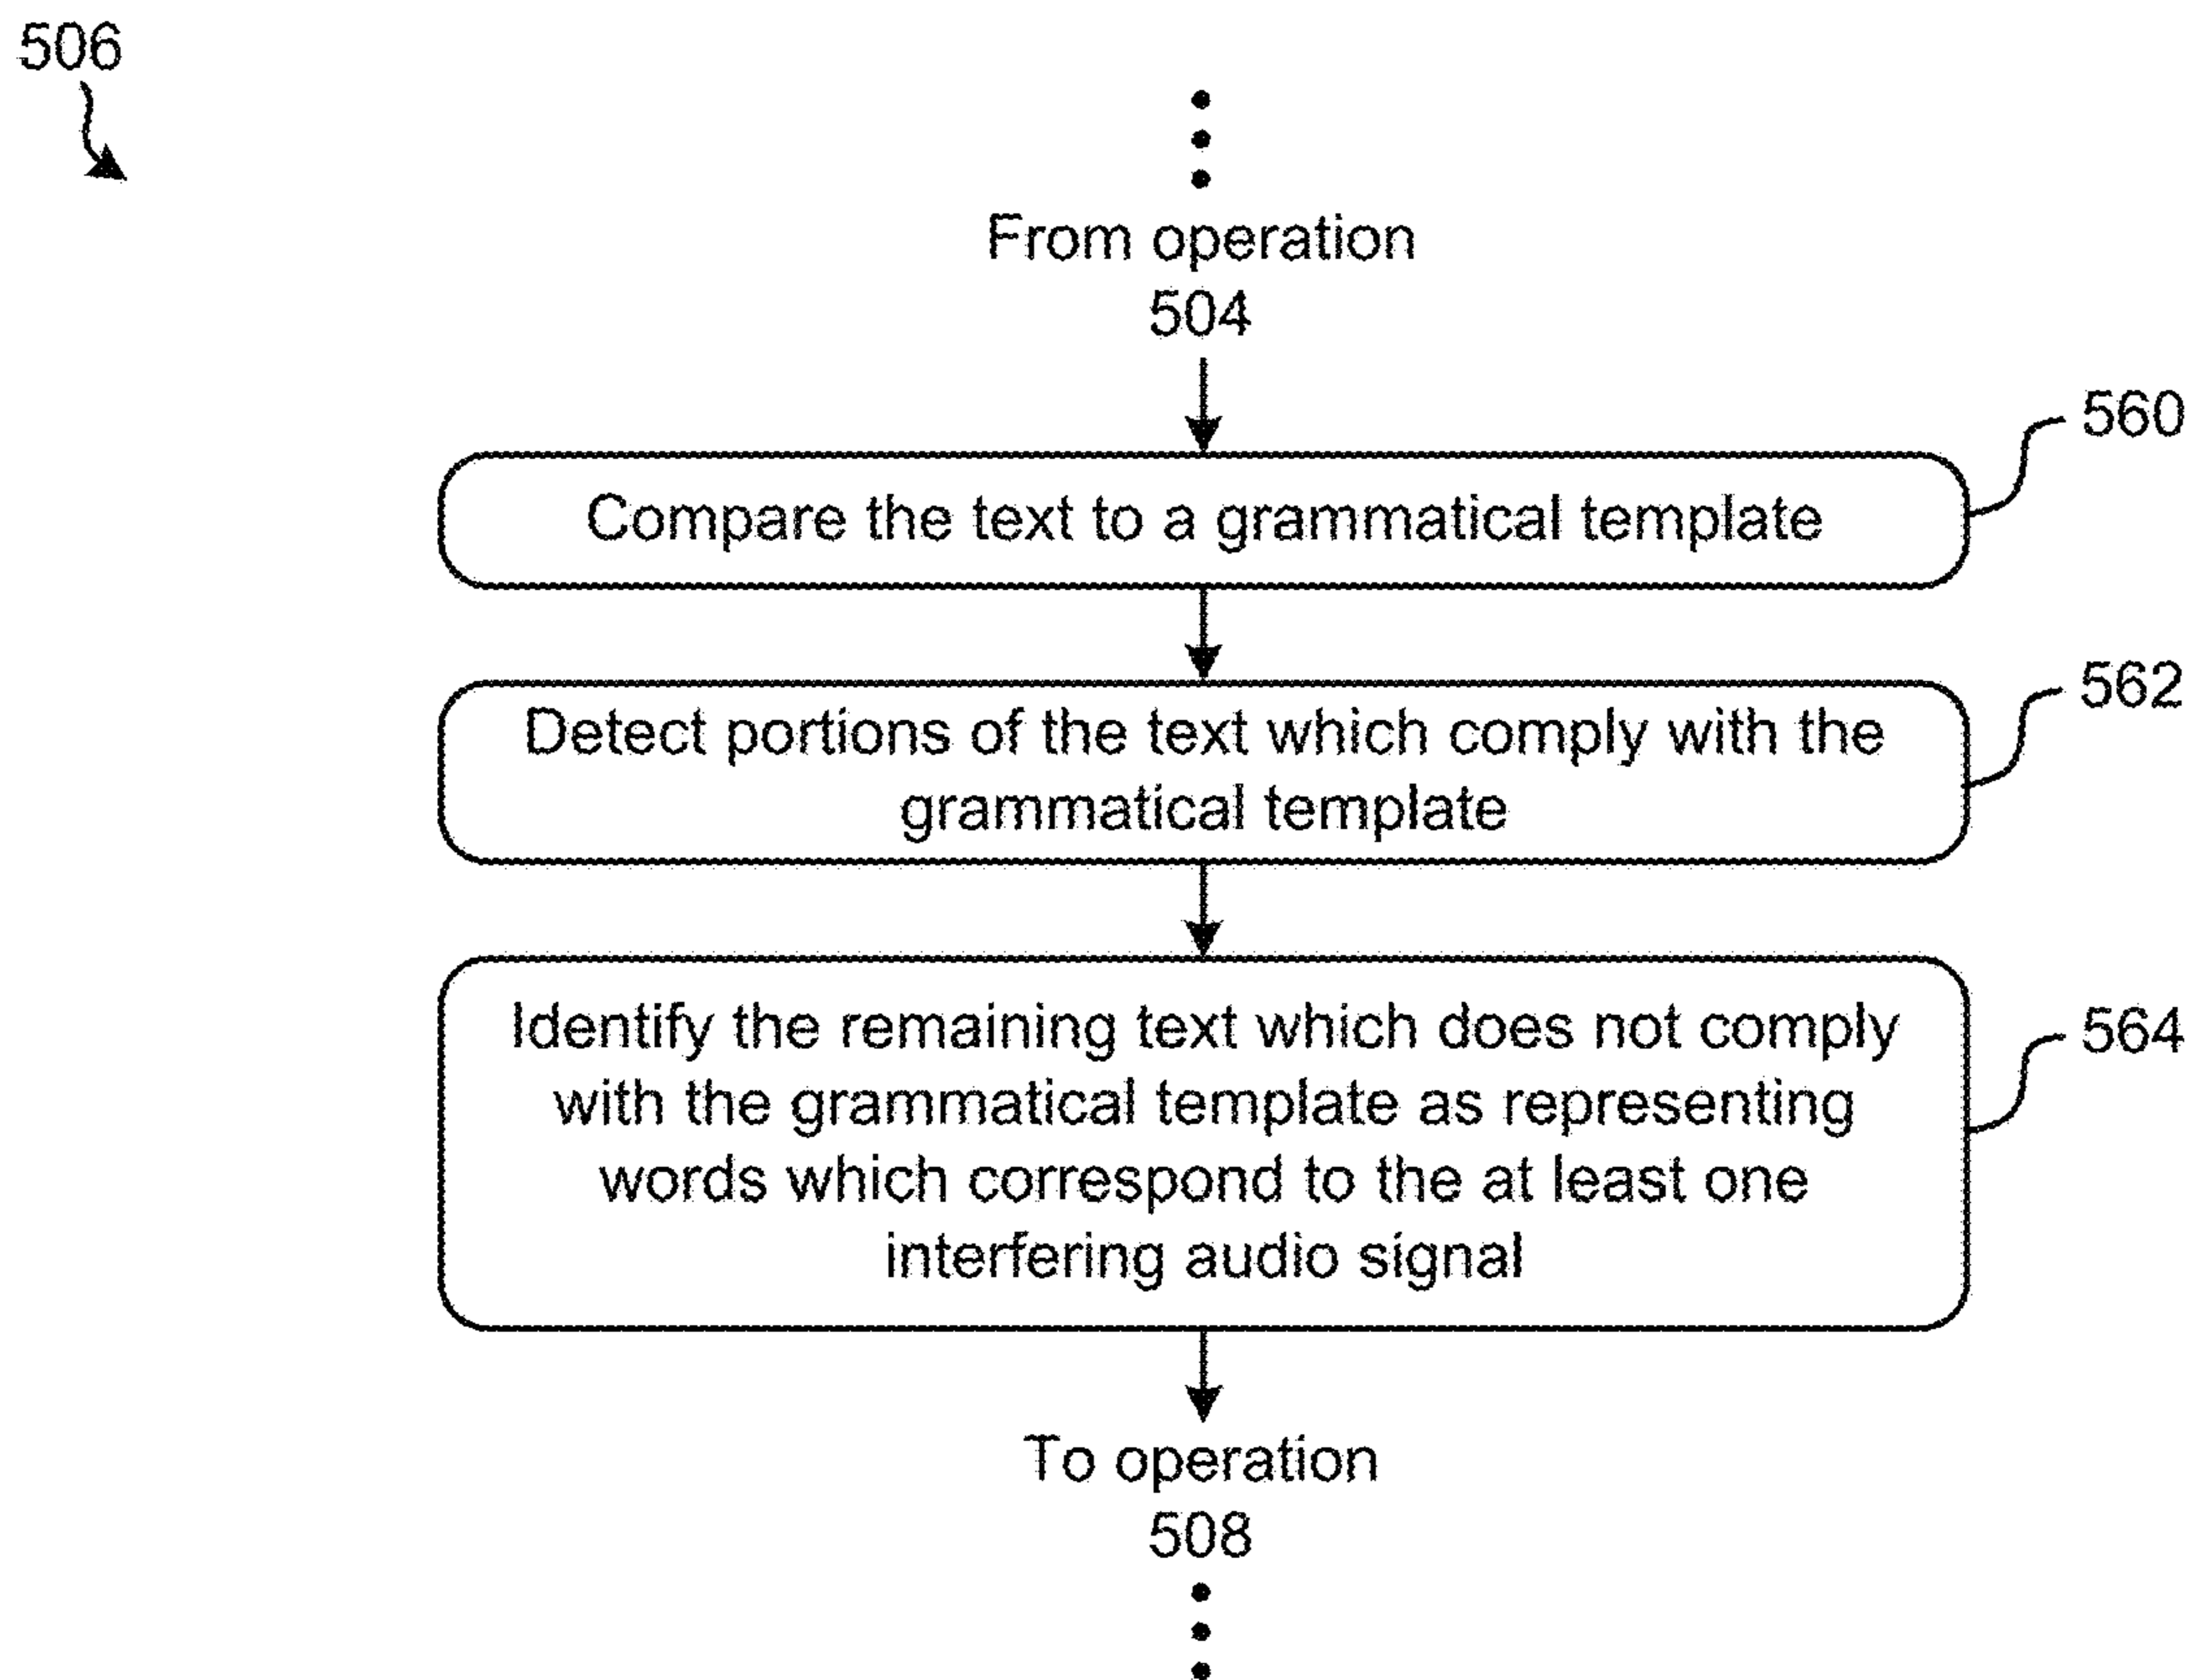 506
From operation
504
560
Compare the text to a grammatical template
562
Detect portions of the text which comply with the
grammatical template
Identify the remaining text which does not comply
564
with the grammatical template as representing
words which correspond to the at least one
interfering audio signal
To operation
508